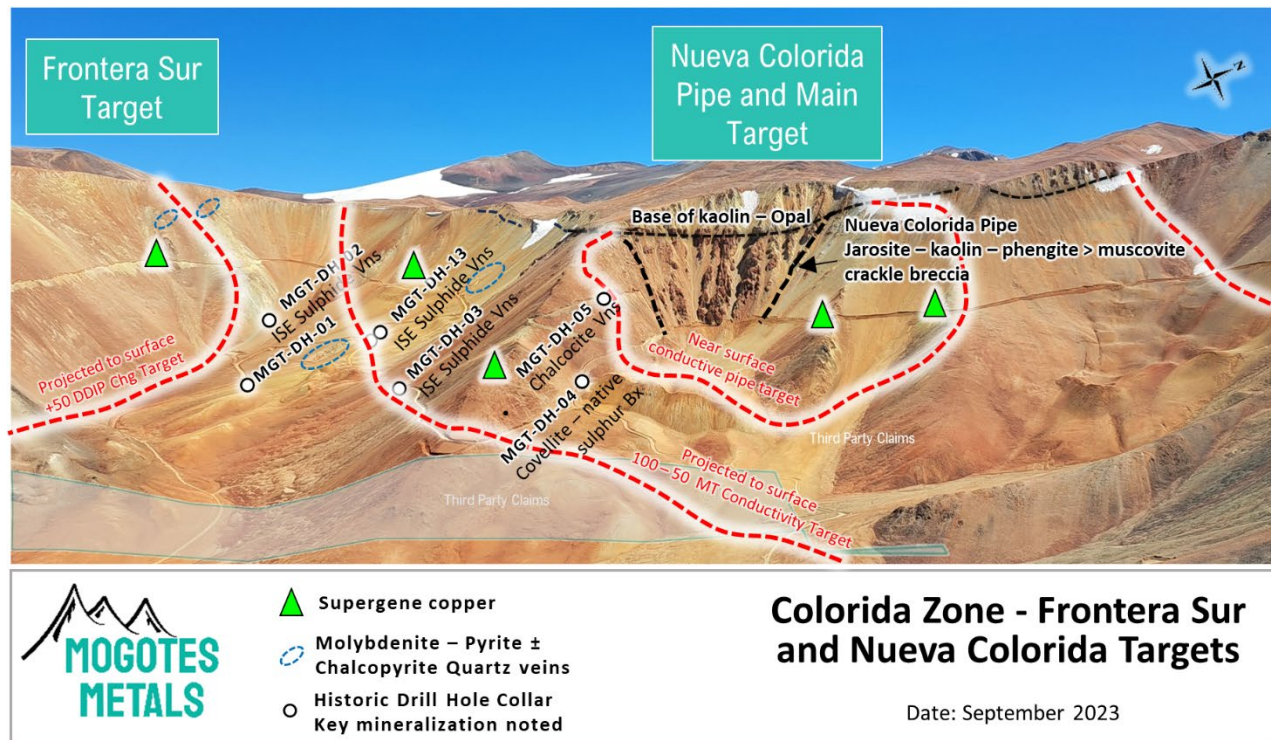 Frontera Sur
Target
Nueva Colorida
Pipe and Main
Target
N
Base of kaolin – Opal
Nueva Colorida Pipe
Jarosite – kaolin – phengite > muscovite
crackle breccia
MGT-DH-02
ISE Sulphide Vns
MGT-DH-01
MGT-DH-13
ISE Sulphide Vns
MGT-DH-03
ISE Sulphide Vns
MGT-DH-05
Chalcocite Vns
MGT-DH-04
Covellite – native
sulphur Bx
Projected to surface
+50 DDIP Chg Target
Near surface
conductive pipe target
Third Party Claims
Third Party Claims
Projected to surface
100 – 50 MT Conductivity Target
MOGOTES
METALS
Supergene copper
Molybdenite – Pyrite ±
Chalcopyrite Quartz veins
Historic Drill Hole Collar
Key mineralization noted
Colorida Zone - Frontera Sur
and Nueva Colorida Targets
Date: September 2023